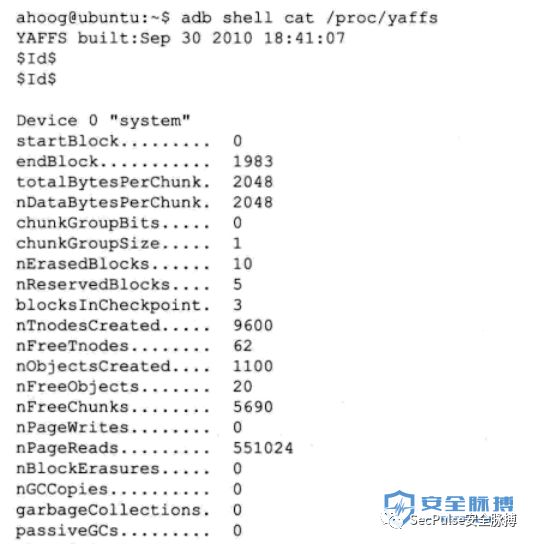 ahoog@ubuntu:~$ adb shell cat /proc/yaffs
YAFFS built:Sep 30 2010 18:41:07
$Id$
$Id$

Device 0 "system"
startBlock......... 0
endBlock........... 1983
totalBytesPerChunk. 2048
nDataBytesPerChunk. 2048
chunkGroupBits..... 0
chunkGroupSize..... 1
nErasedBlocks...... 10
nReservedBlocks.... 5
blocksInCheckpoint. 3
nTnodesCreated..... 9600
nFreeTnodes........ 62
nObjectsCreated.... 1100
nFreeObjects....... 20
nFreeChunks........ 5690
nPageWrites........ 0
nPageReads......... 551024
nBlockErasures..... 0
nGCCopies.......... 0
garbageCollections. 0
passiveGCs......... 0
安全脉搏
SecPulse安全脉搏